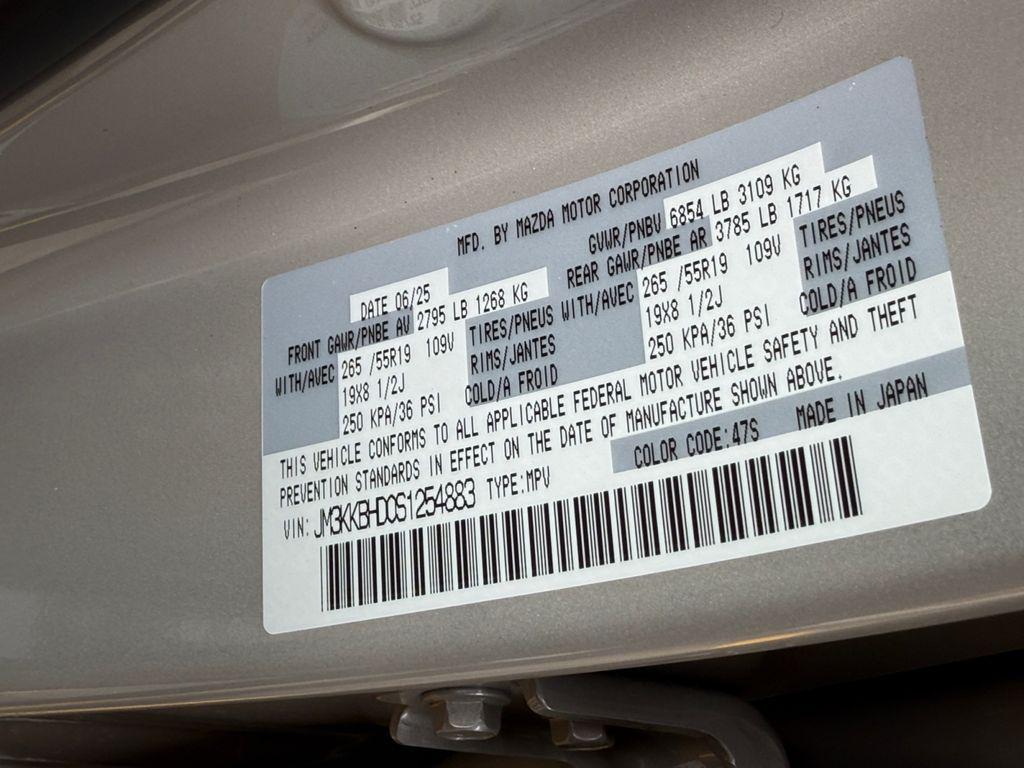 MFD. BY MAZDA MOTOR CORPORATION
DATE 06/25 GVWR/PNBV 6854 LB 3109 KG
FRONT GAWR/PNBE AV 2795 LB 1268 KG REAR GAWR/PNBE AR 3785 LB 1717 KG
WITH/AVEC 265 /55R19 109V TIRES/PNEUS WITH/AVEC 265 /55R19 109V TIRES/PNEUS
19X8 1/2J RIMS/JANTES 19X8 1/2J RIMS/JANTES
250 KPA/36 PSI COLD/A FROID 250 KPA/36 PSI COLD/A FROID
THIS VEHICLE CONFORMS TO ALL APPLICABLE FEDERAL MOTOR VEHICLE SAFETY AND THEFT
PREVENTION STANDARDS IN EFFECT ON THE DATE OF MANUFACTURE SHOWN ABOVE.
COLOR CODE:47S MADE IN JAPAN
VIN: JM3KKBHD0S1254883 TYPE:MPV